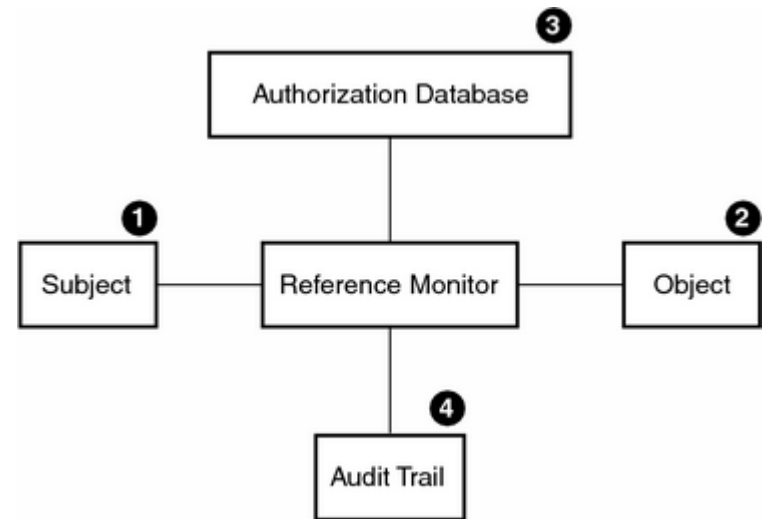 3
Authorization Database
1
2
Subject
Reference Monitor
Object
4
Audit Trail